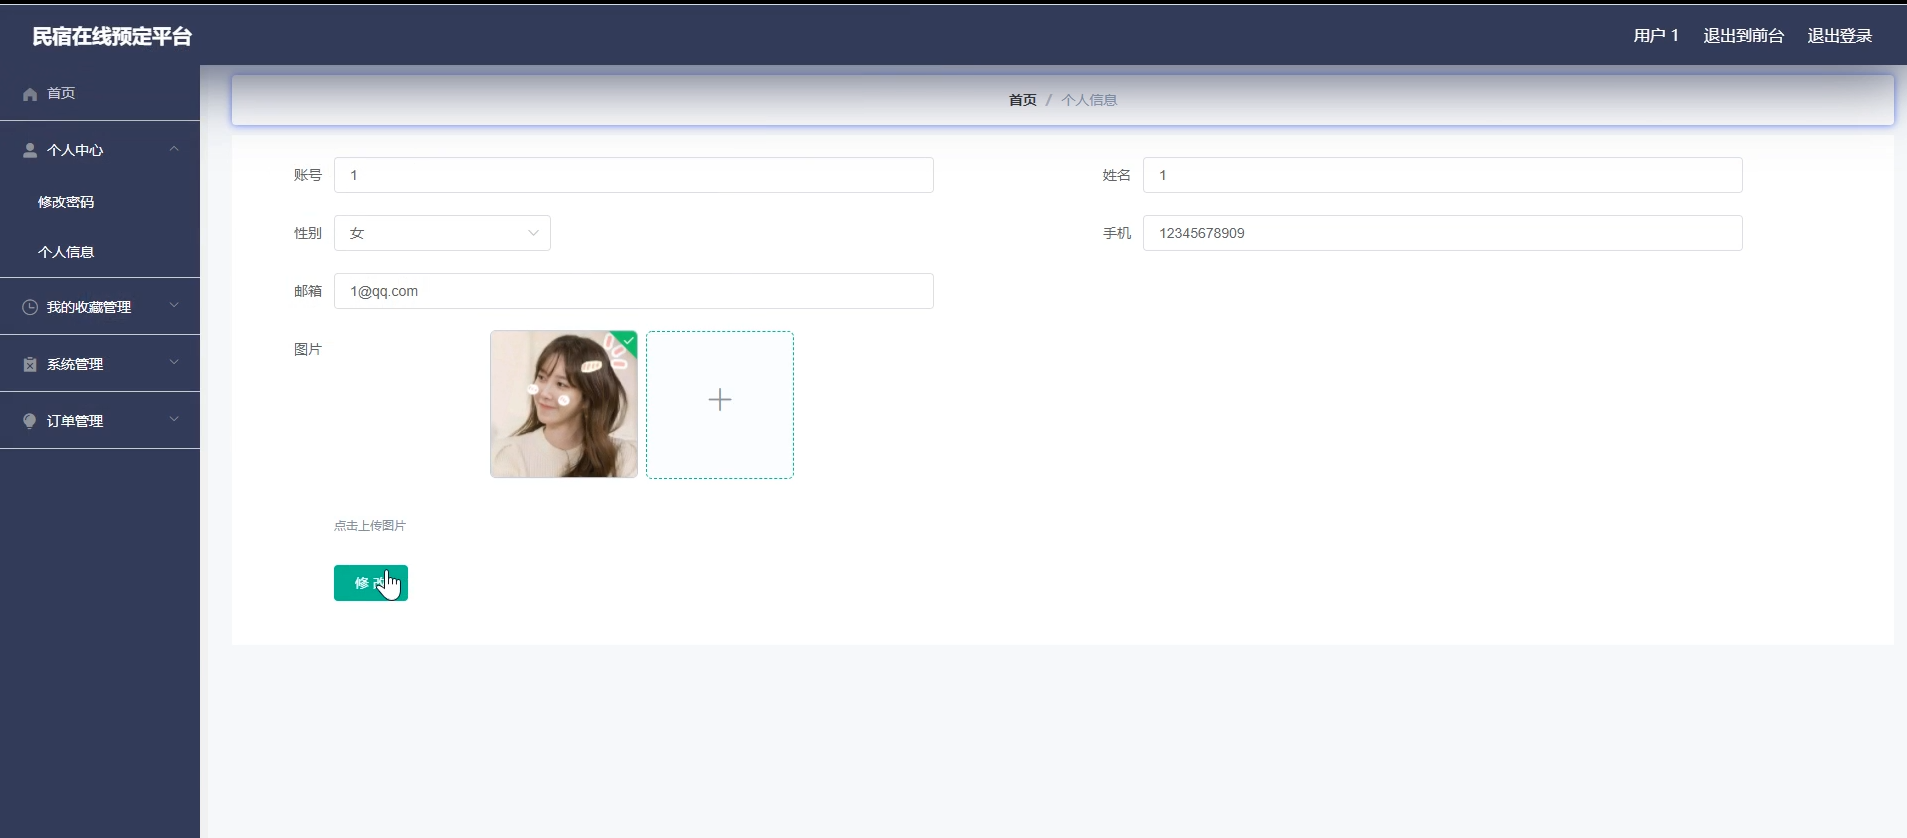 民宿在线预定平台
用户 1 退出到前台 退出登录
首页
个人中心
修改密码
个人信息
我的收藏管理
系统管理
订单管理
首页 / 个人信息
账号 1
姓名 1
性别 女
手机 12345678909
邮箱 1@qq.com
图片
点击上传图片
修改